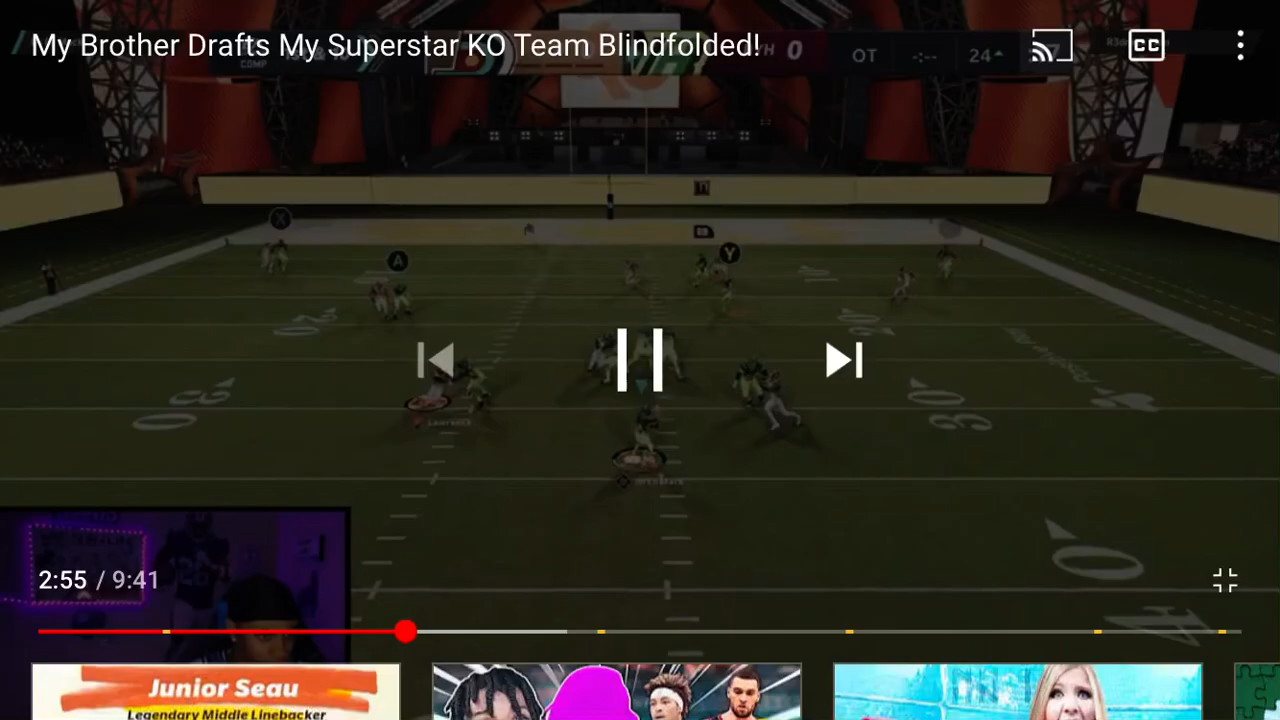 My Brother Drafts My Superstar KO Team Blindfolded!
0
OT
-:--
24
CC
X
A
Y
2:55 / 9:41
Junior Seau
Legendary Middle Linebacker